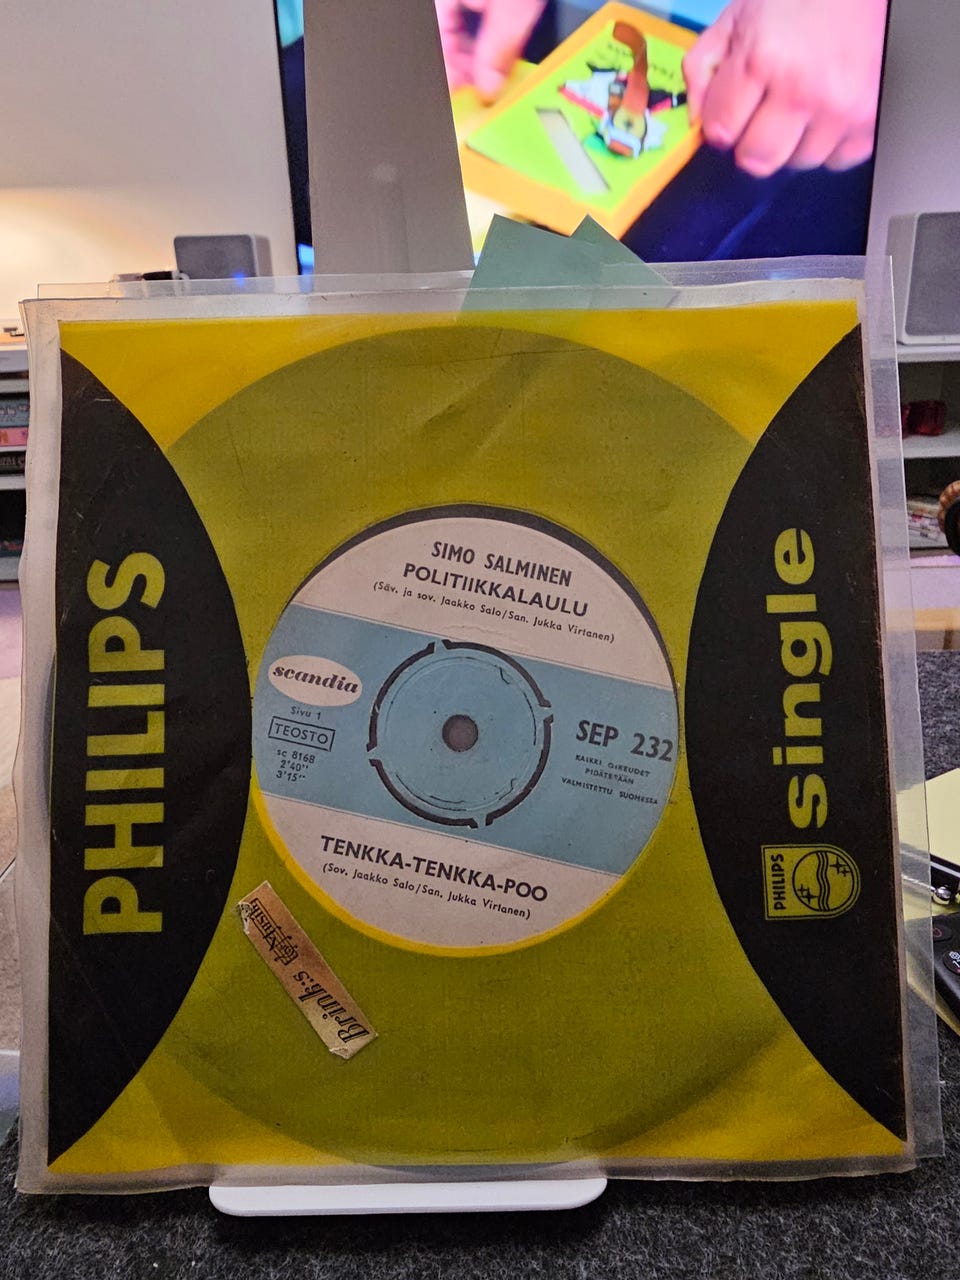 PHILIPS
single
PHILIPS
SIMO SALMINEN
POLITIIKKALAULU
(Säv. ja sov. Jaakko Salo/San. Jukka Virtanen)
scandia
Sivu 1
TEOSTO
sc 8168
2'40"
3'15"
SEP 232
KAIKKI OIKEUDET
PIDÄTETÄÄN
VALMISTETTU SUOMESSA
TENKKA-TENKKA-POO
(Sov. Jaakko Salo/San. Jukka Virtanen)
Brink:s
Musik